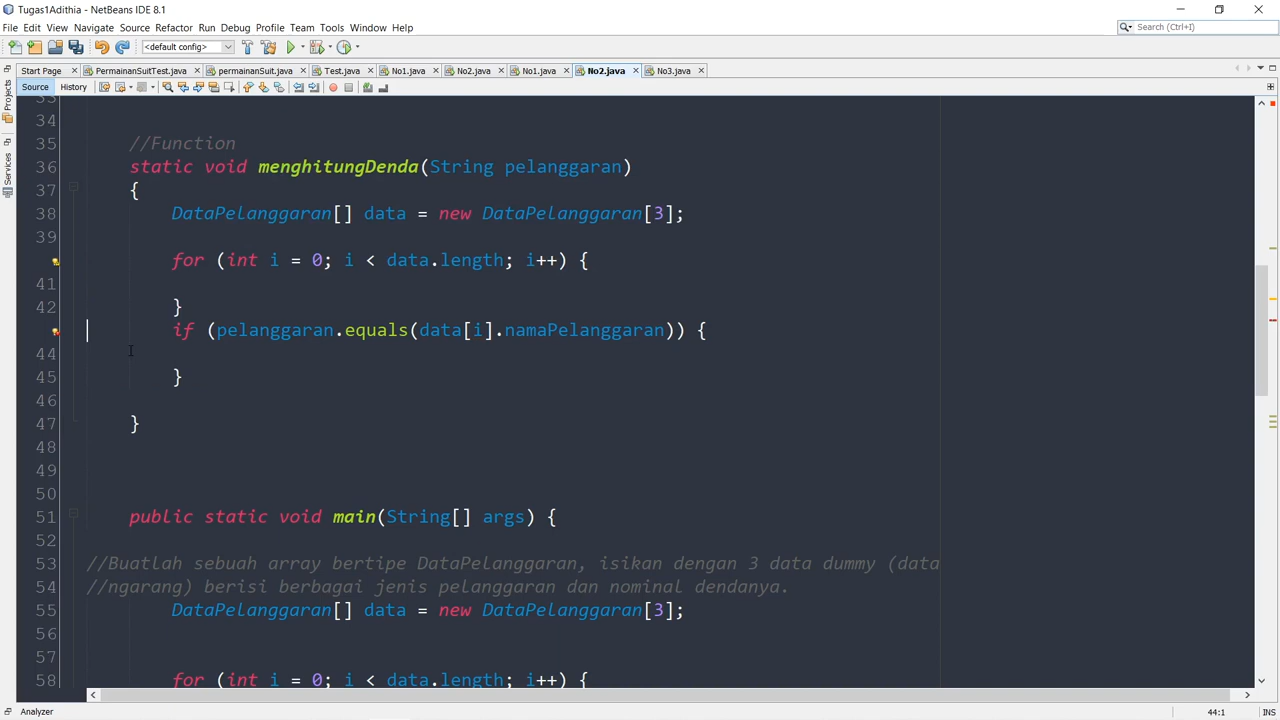 Tugas1Adithia - NetBeans IDE 8.1
File Edit View Navigate Source Refactor Run Debug Profile Team Tools Window Help
Search (Ctrl+I)
<default config>
Start Page PermainanSuitTest.java permainanSuit.java Test.java No1.java No2.java No1.java No2.java No3.java
Source History
Projects
Services
33
34
35 //Function
36 static void menghitungDenda(String pelanggaran)
37 {
38 DataPelanggaran[] data = new DataPelanggaran[3];
39
for (int i = 0; i < data.length; i++) {
41
42 }
if (pelanggaran.equals(data[i].namaPelanggaran)) {
44
45 }
46
47 }
48
49
50
51 public static void main(String[] args) {
52
53 //Buatlah sebuah array bertipe DataPelanggaran, isikan dengan 3 data dummy (data
54 //ngarang) berisi berbagai jenis pelanggaran dan nominal dendanya.
55 DataPelanggaran[] data = new DataPelanggaran[3];
56
57
58 for (int i = 0; i < data.length; i++) {
Analyzer 44:1 INS